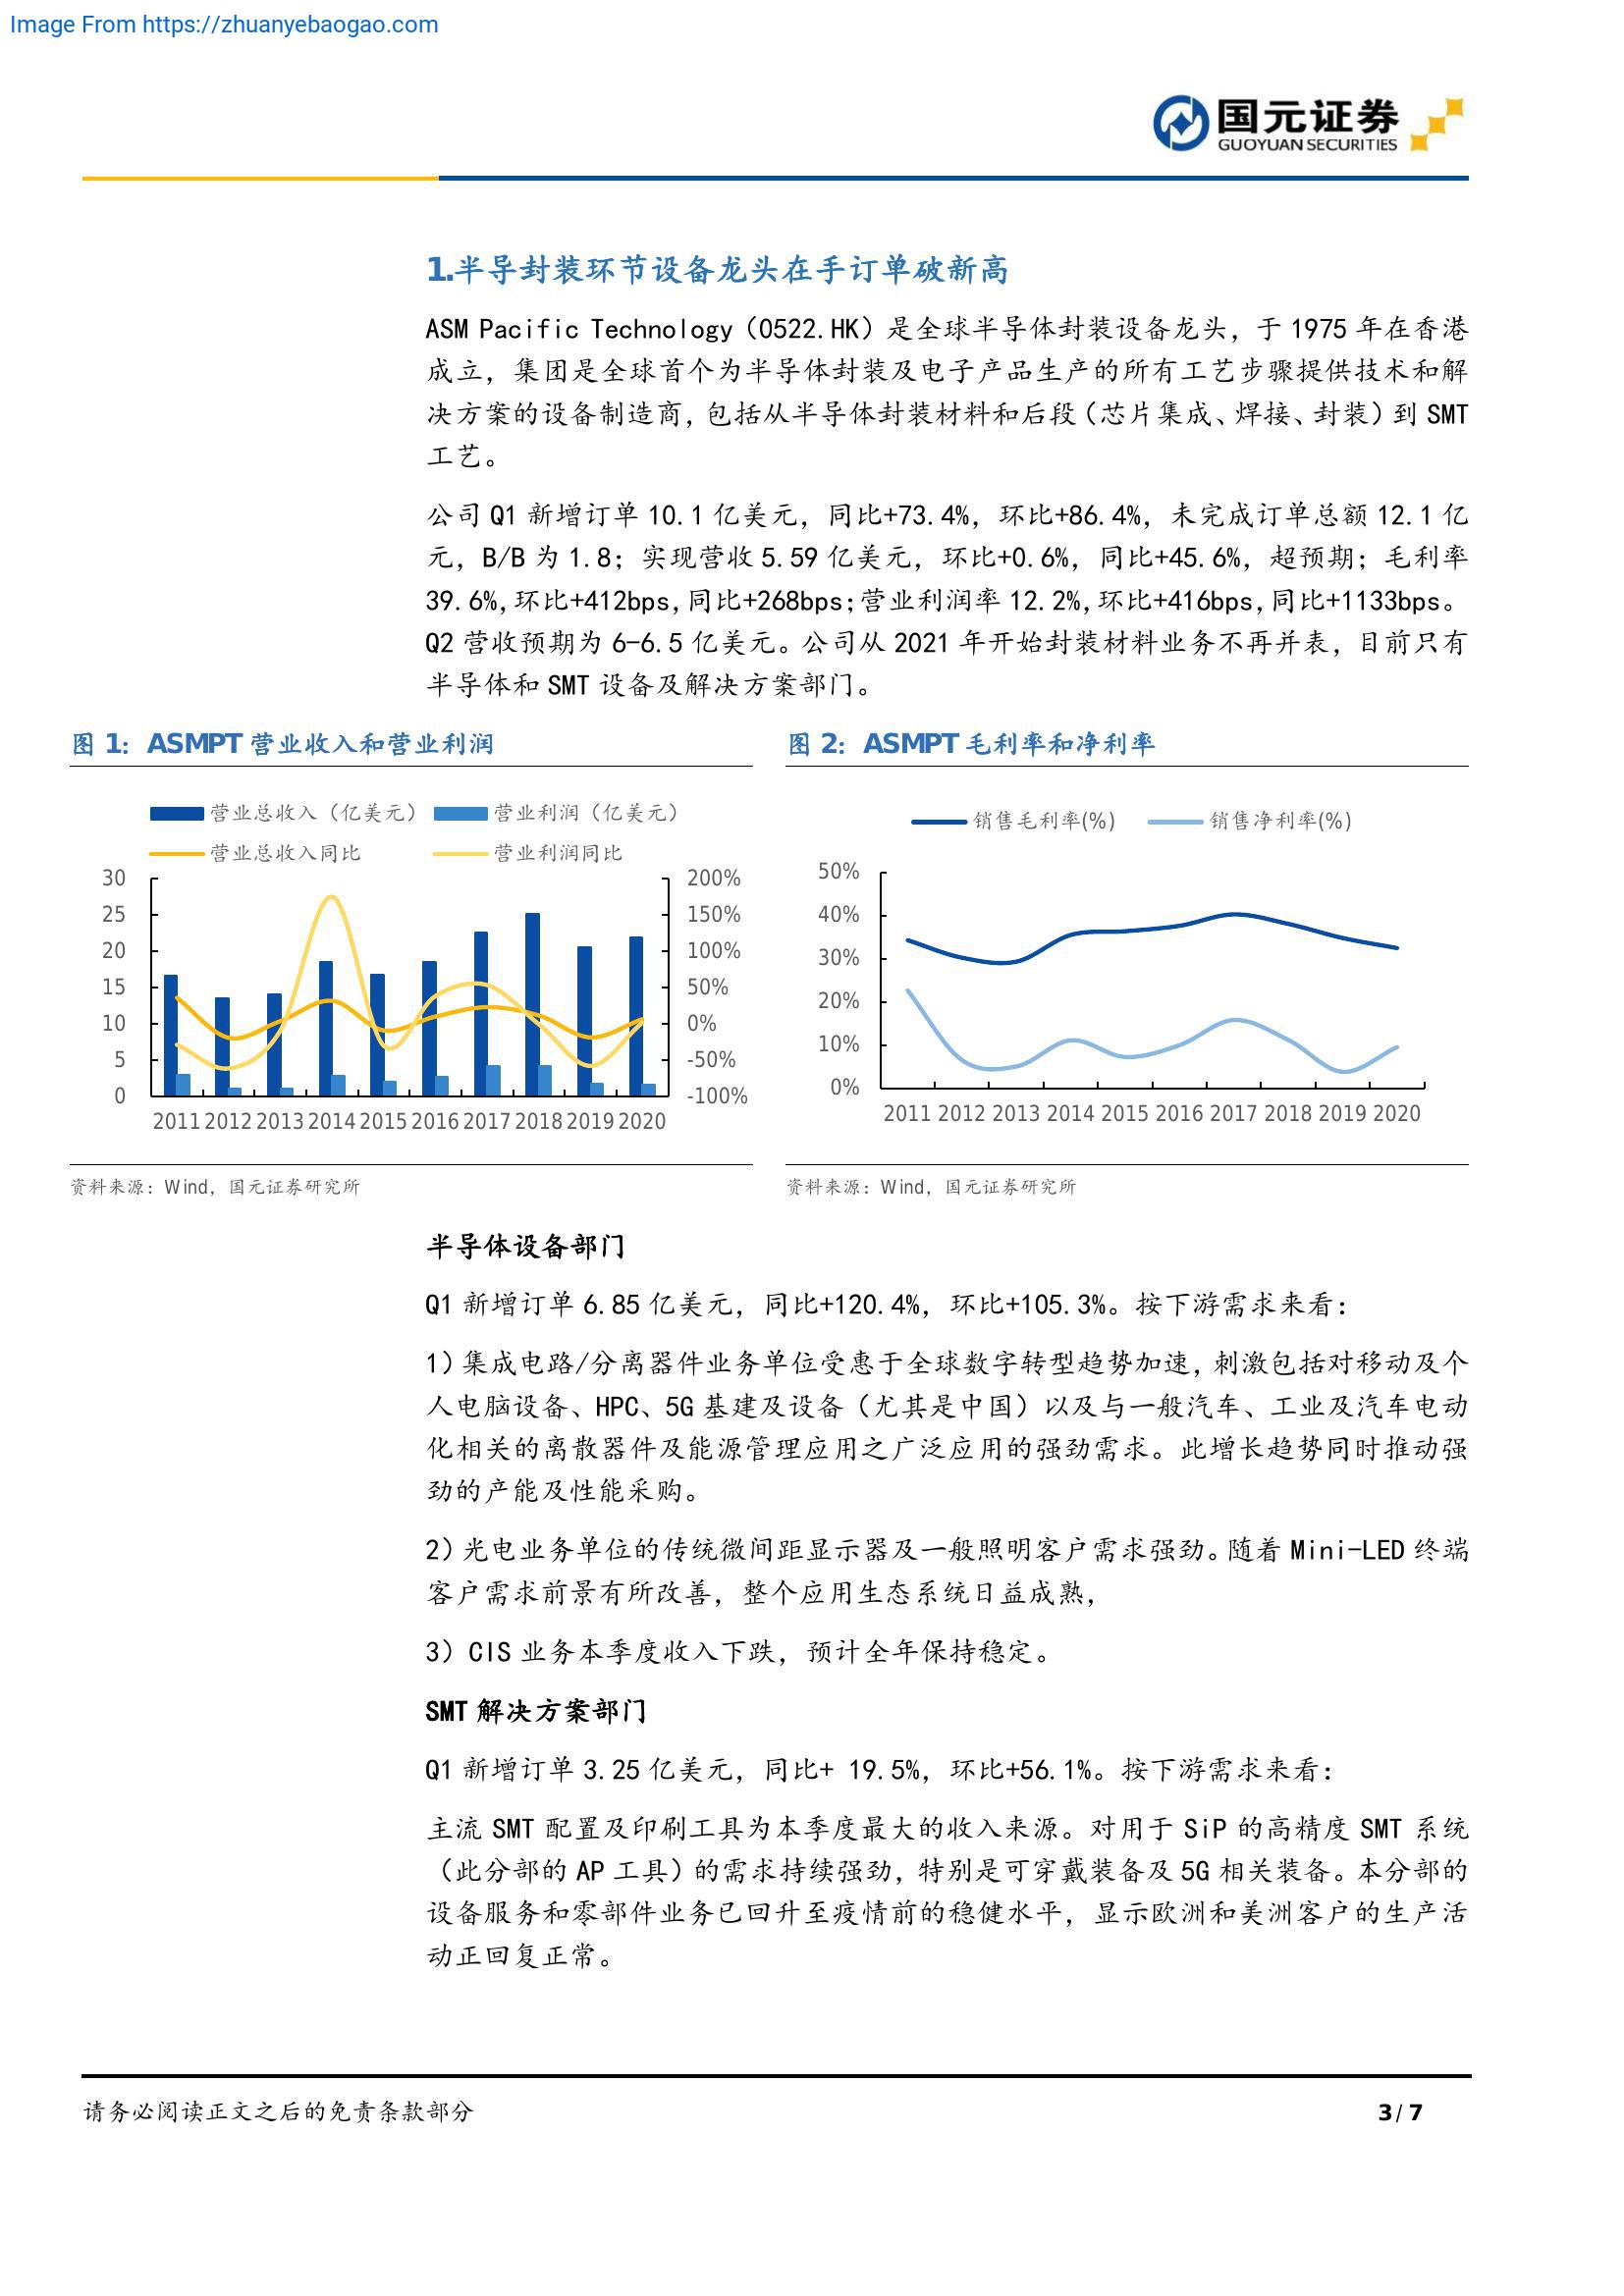 Image From https://zhuanyebaogao.com
国元证券
GUOYUAN SECURITIES
1.半导封装环节设备龙头在手订单破新高
ASM Pacific Technology（0522.HK）是全球半导体封装设备龙头，于 1975 年在香港
成立，集团是全球首个为半导体封装及电子产品生产的所有工艺步骤提供技术和解
决方案的设备制造商，包括从半导体封装材料和后段（芯片集成、焊接、封装）到 SMT
工艺。
公司 Q1 新增订单 10.1 亿美元，同比+73.4%，环比+86.4%，未完成订单总额 12.1 亿
元，B/B 为 1.8；实现营收 5.59 亿美元，环比+0.6%，同比+45.6%，超预期；毛利率
39.6%,环比+412bps,同比+268bps;营业利润率 12.2%,环比+416bps,同比+1133bps。
Q2 营收预期为 6-6.5 亿美元。公司从 2021 年开始封装材料业务不再并表，目前只有
半导体和 SMT 设备及解决方案部门。
图 1：ASMPT 营业收入和营业利润
营业总收入（亿美元） 营业利润（亿美元）
营业总收入同比 营业利润同比
30 200%
25 150%
20 100%
15 50%
10 0%
5 -50%
0 -100%
2011 2012 2013 2014 2015 2016 2017 2018 2019 2020
资料来源：Wind，国元证券研究所
图 2：ASMPT 毛利率和净利率
销售毛利率(%) 销售净利率(%)
50%
40%
30%
20%
10%
0%
2011 2012 2013 2014 2015 2016 2017 2018 2019 2020
资料来源：Wind，国元证券研究所
半导体设备部门
Q1 新增订单 6.85 亿美元，同比+120.4%，环比+105.3%。按下游需求来看：
1）集成电路/分离器件业务单位受惠于全球数字转型趋势加速，刺激包括对移动及个
人电脑设备、HPC、5G 基建及设备（尤其是中国）以及与一般汽车、工业及汽车电动
化相关的离散器件及能源管理应用之广泛应用的强劲需求。此增长趋势同时推动强
劲的产能及性能采购。
2）光电业务单位的传统微间距显示器及一般照明客户需求强劲。随着 Mini-LED 终端
客户需求前景有所改善，整个应用生态系统日益成熟，
3）CIS 业务本季度收入下跌，预计全年保持稳定。
SMT 解决方案部门
Q1 新增订单 3.25 亿美元，同比+ 19.5%，环比+56.1%。按下游需求来看：
主流 SMT 配置及印刷工具为本季度最大的收入来源。对用于 SiP 的高精度 SMT 系统
（此分部的 AP 工具）的需求持续强劲，特别是可穿戴装备及 5G 相关装备。本分部的
设备服务和零部件业务已回升至疫情前的稳健水平，显示欧洲和美洲客户的生产活
动正回复正常。
请务必阅读正文之后的免责条款部分 3 / 7